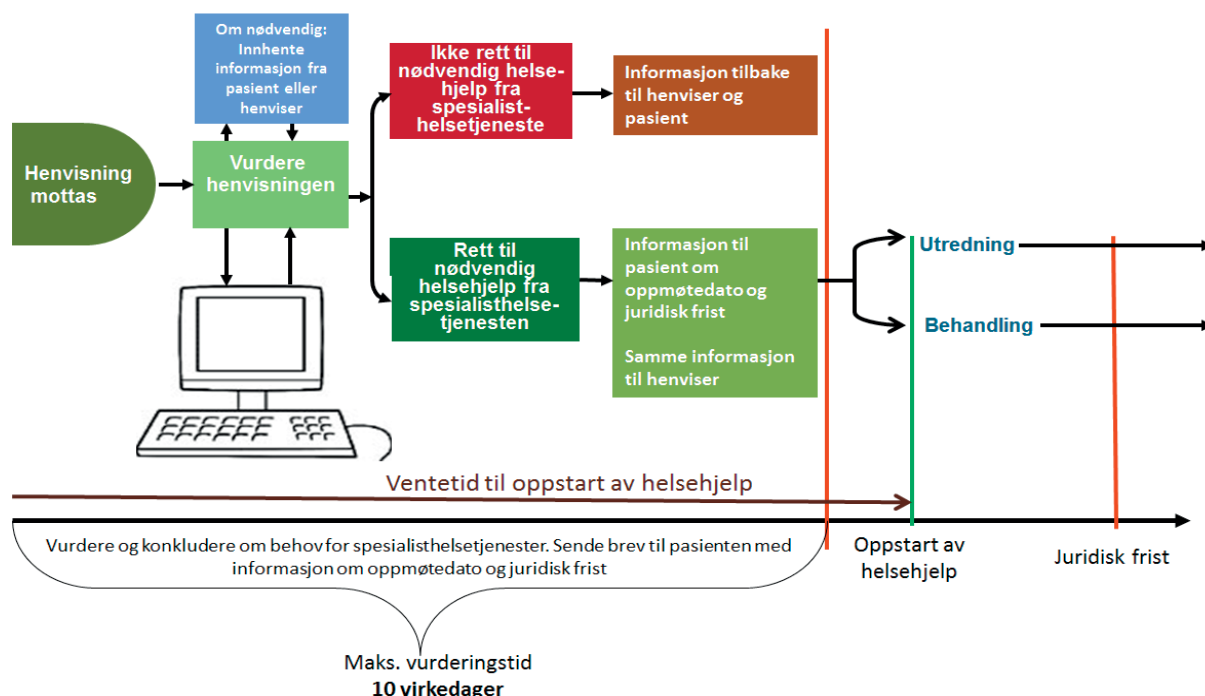 Om nødvendig:
Innhente
informasjon fra
pasient eller
henviser
Ikke rett til
nødvendig helse-
hjelp fra
spesialist-
helsetjeneste
Informasjon tilbake
til henviser og
pasient
Henvisning
mottas
Vurdere
henvisningen
Rett til
nødvendig
helsehjelp fra
spesialisthelse-
tjenesten
Informasjon til
pasient om
oppmøtedato og
juridisk frist
Samme informasjon
til henviser
Utredning
Behandling
Ventetid til oppstart av helsehjelp
Vurdere og konkludere om behov for spesialisthelsetjenester. Sende brev til pasienten med
informasjon om oppmøtedato og juridisk frist
Oppstart av
helsehjelp
Juridisk frist
Maks. vurderingstid
10 virkedager